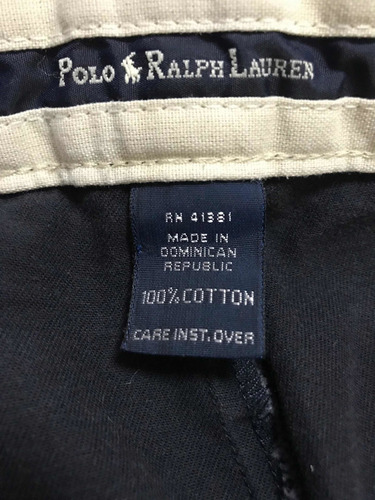 POLO RALPH LAUREN
RN 41381
MADE IN
DOMINICAN
REPUBLIC
100% COTTON
CARE INST. OVER